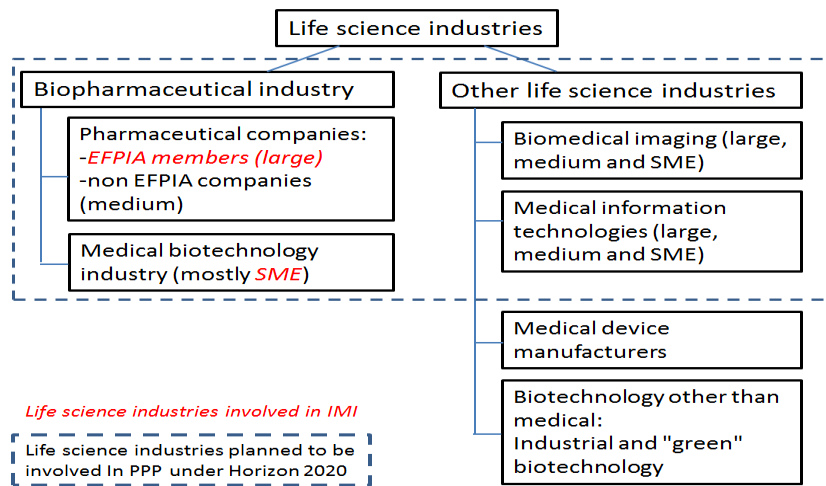 Life science industries
Biopharmaceutical industry
Pharmaceutical companies:
-EFPIA members (large)
-non EFPIA companies
(medium)
Medical biotechnology
industry (mostly SME)
Other life science industries
Biomedical imaging (large,
medium and SME)
Medical information
technologies (large,
medium and SME)
Medical device
manufacturers
Biotechnology other than
medical:
Industrial and "green"
biotechnology
Life science industries involved in IMI
Life science industries planned to be
involved In PPP under Horizon 2020